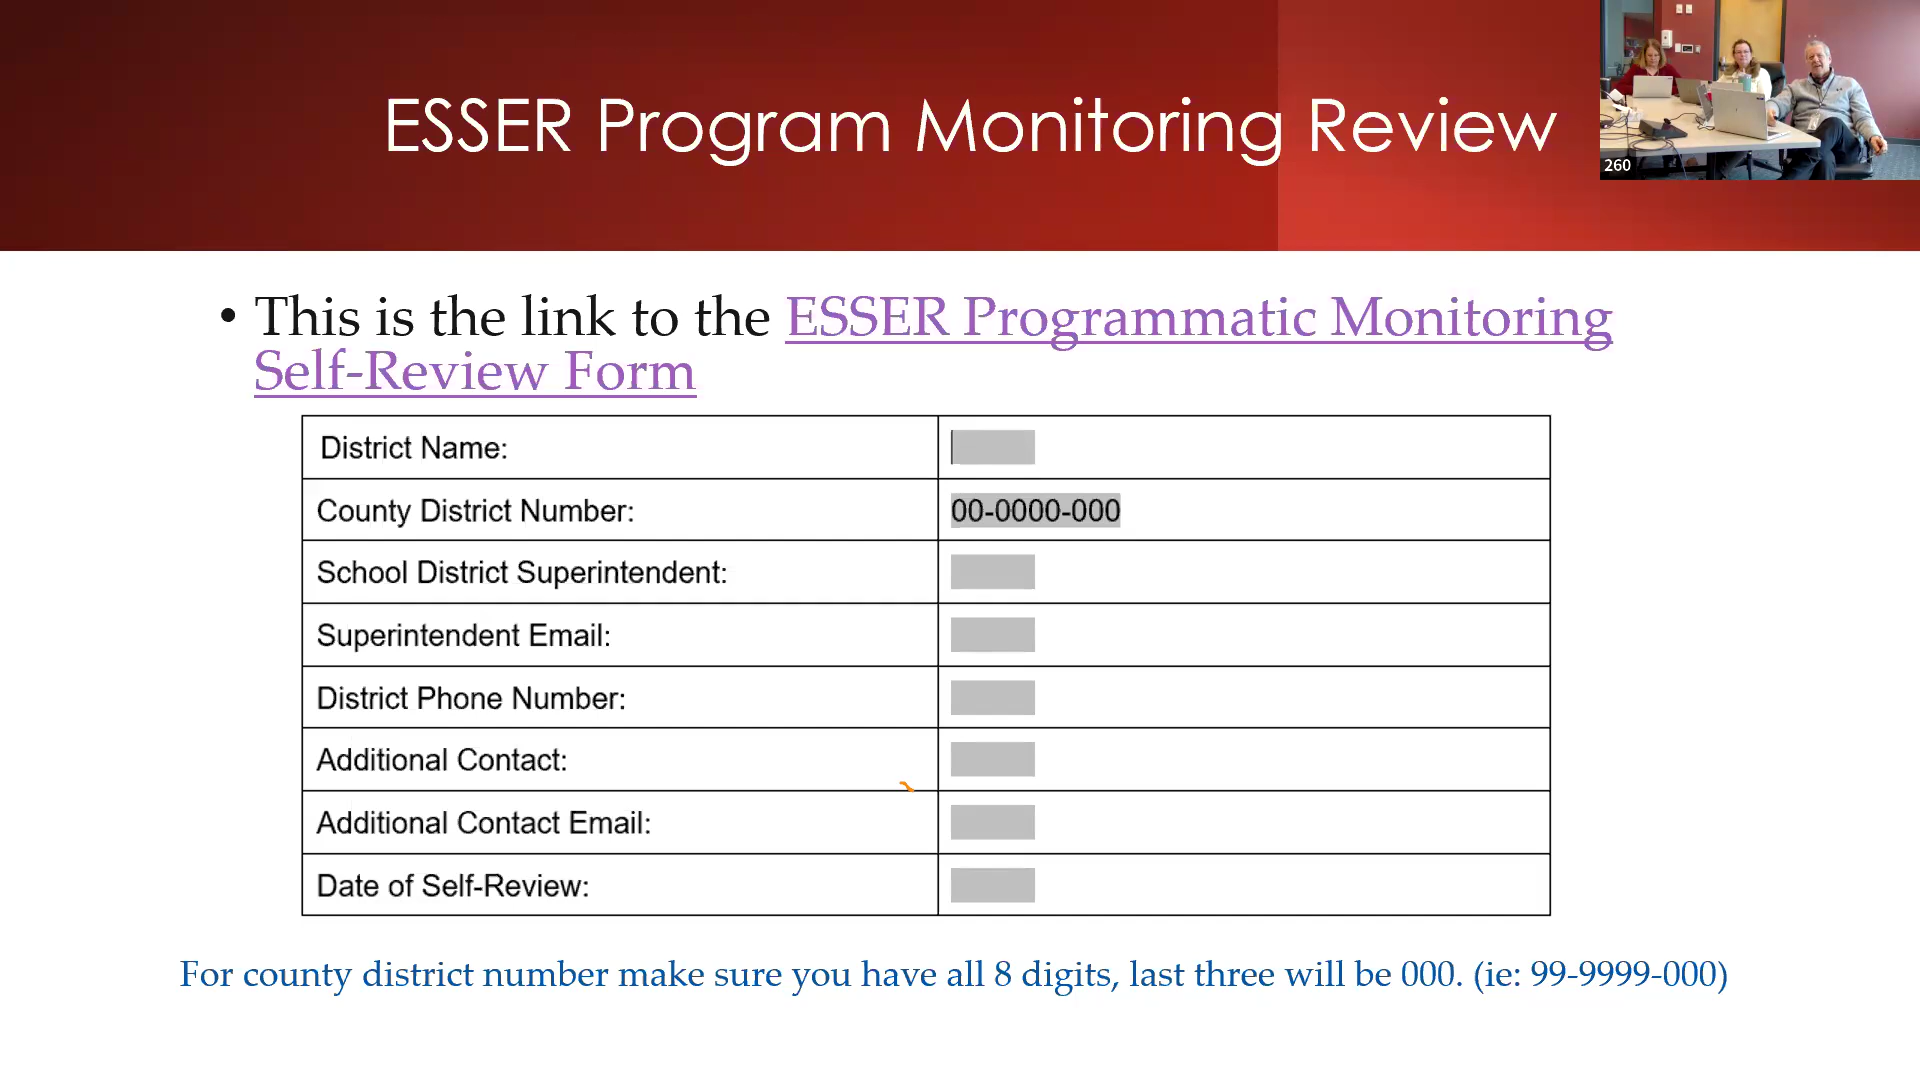 ESSER Program Monitoring Review
260
• This is the link to the ESSER Programmatic Monitoring
Self-Review Form
District Name:
County District Number: 00-0000-000
School District Superintendent:
Superintendent Email:
District Phone Number:
Additional Contact:
Additional Contact Email:
Date of Self-Review:
For county district number make sure you have all 8 digits, last three will be 000. (ie: 99-9999-000)